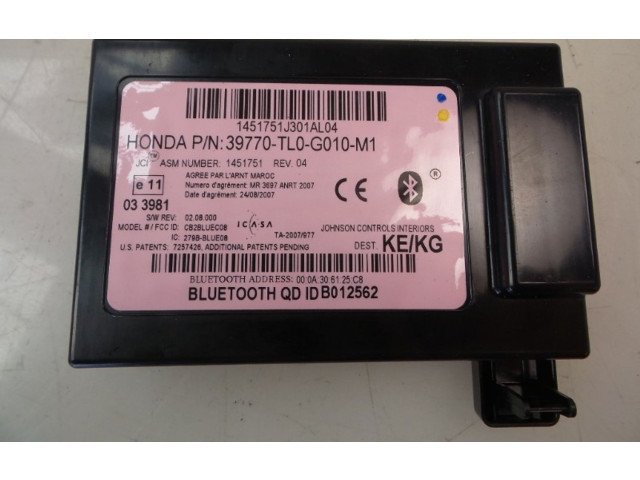 1451751J301AL04
HONDA P/N: 39770-TL0-G010-M1
JCI™ ASM NUMBER: 1451751 REV. 04
e 11
AGREE PAR L'ARNT MAROC
Numero d'agrément: MR 3697 ANRT 2007
Date d'agrément: 24/08/2007
CE
®
03 3981
S/W REV: 02.08.000
MODEL # / FCC ID: CB2BLUEC08
IC: 279B-BLUE08
ICASA
TA-2007/977
JOHNSON CONTROLS INTERIORS
U.S. PATENTS: 7257426, ADDITIONAL PATENTS PENDING
DEST. KE/KG
BLUETOOTH ADDRESS: 00:0A:30:61:25:C8
BLUETOOTH QD ID B012562